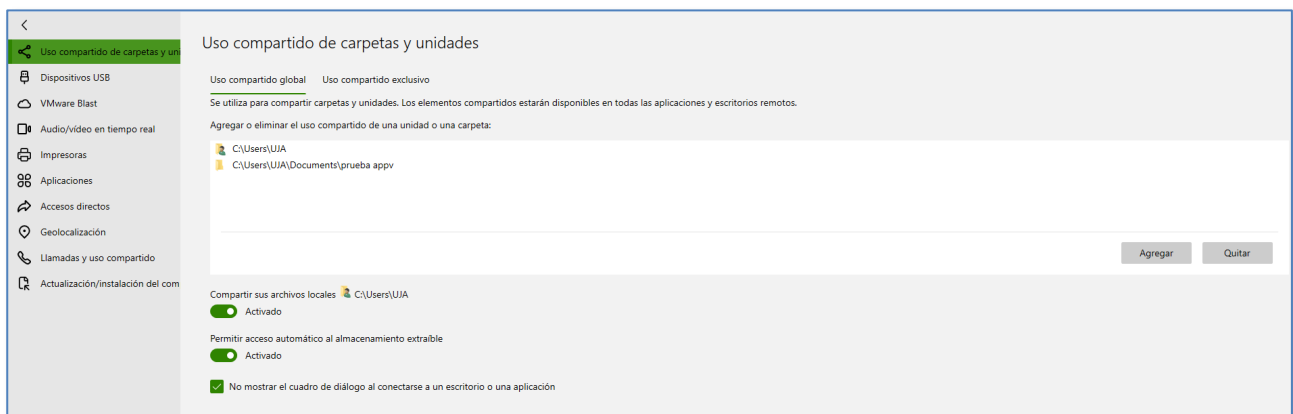 Uso compartido de carpetas y uni
Dispositivos USB
VMware Blast
Audio/vídeo en tiempo real
Impresoras
Aplicaciones
Accesos directos
Geolocalización
Llamadas y uso compartido
Actualización/instalación del com
Uso compartido de carpetas y unidades
Uso compartido global Uso compartido exclusivo
Se utiliza para compartir carpetas y unidades. Los elementos compartidos estarán disponibles en todas las aplicaciones y escritorios remotos.
Agregar o eliminar el uso compartido de una unidad o una carpeta:
C:\Users\UJA
C:\Users\UJA\Documents\prueba appv
Agregar Quitar
Compartir sus archivos locales C:\Users\UJA
Activado
Permitir acceso automático al almacenamiento extraíble
Activado
No mostrar el cuadro de diálogo al conectarse a un escritorio o una aplicación